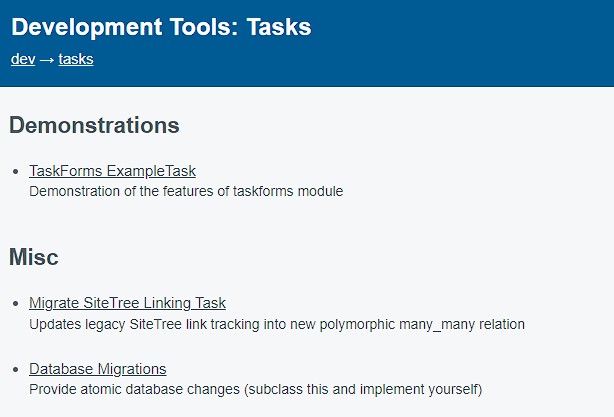 Development Tools: Tasks
dev → tasks
Demonstrations
TaskForms ExampleTask
Demonstration of the features of taskforms module
Misc
Migrate SiteTree Linking Task
Updates legacy SiteTree link tracking into new polymorphic many_many relation
Database Migrations
Provide atomic database changes (subclass this and implement yourself)